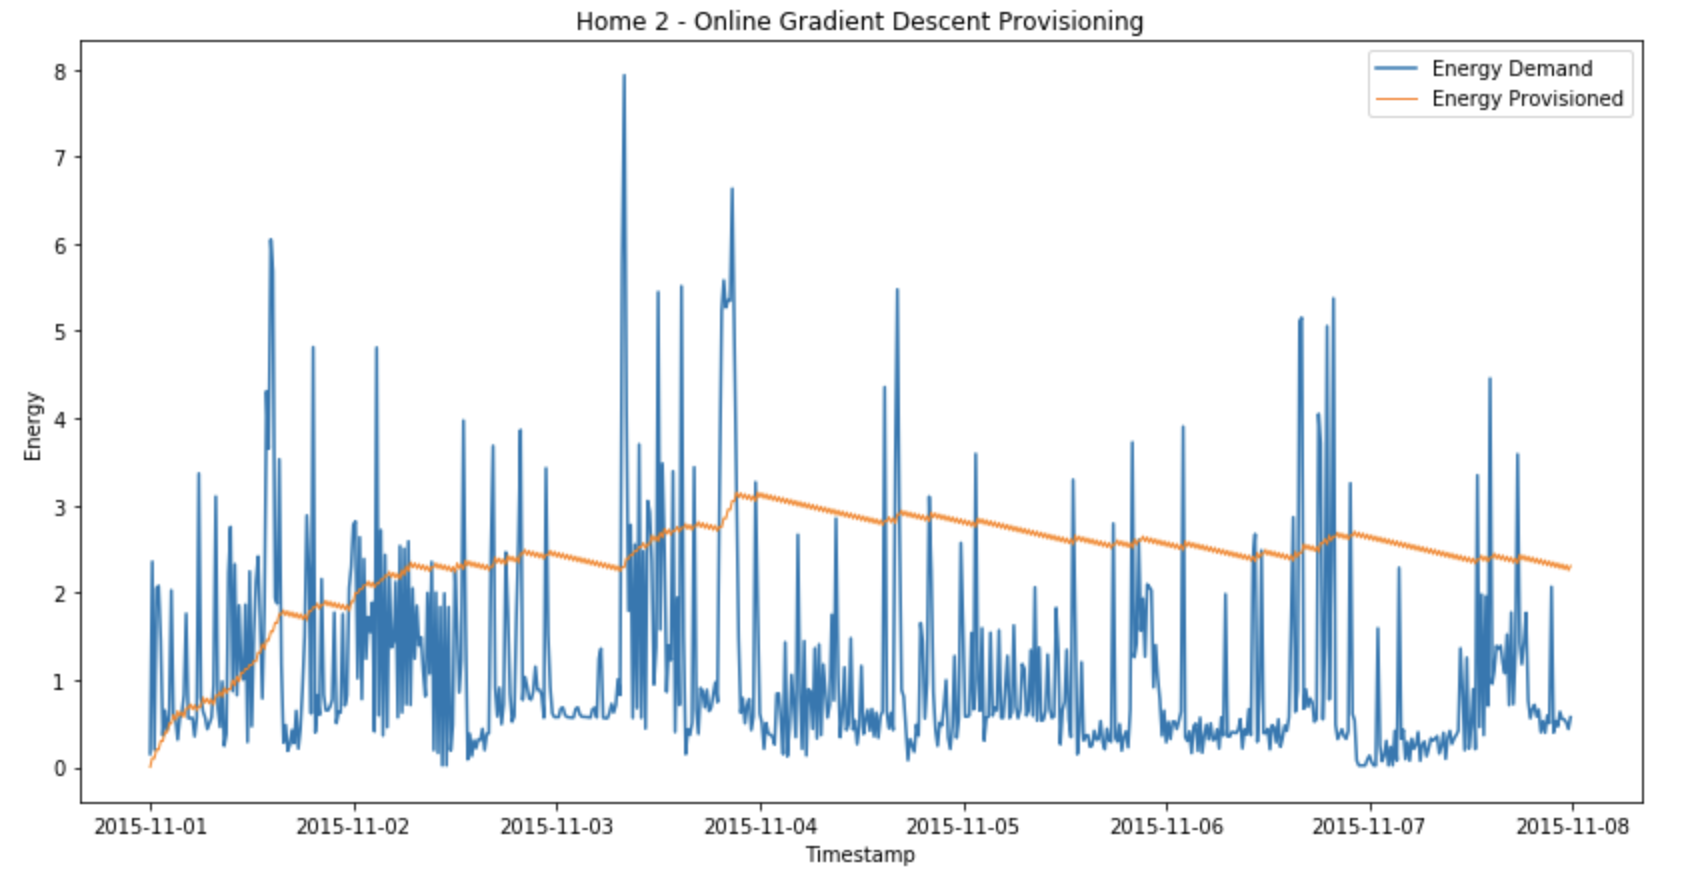 Home 2 - Online Gradient Descent Provisioning
Energy Demand
Energy Provisioned
8
7
6
5
4
3
2
1
0
Energy
2015-11-01 2015-11-02 2015-11-03 2015-11-04 2015-11-05 2015-11-06 2015-11-07 2015-11-08
Timestamp